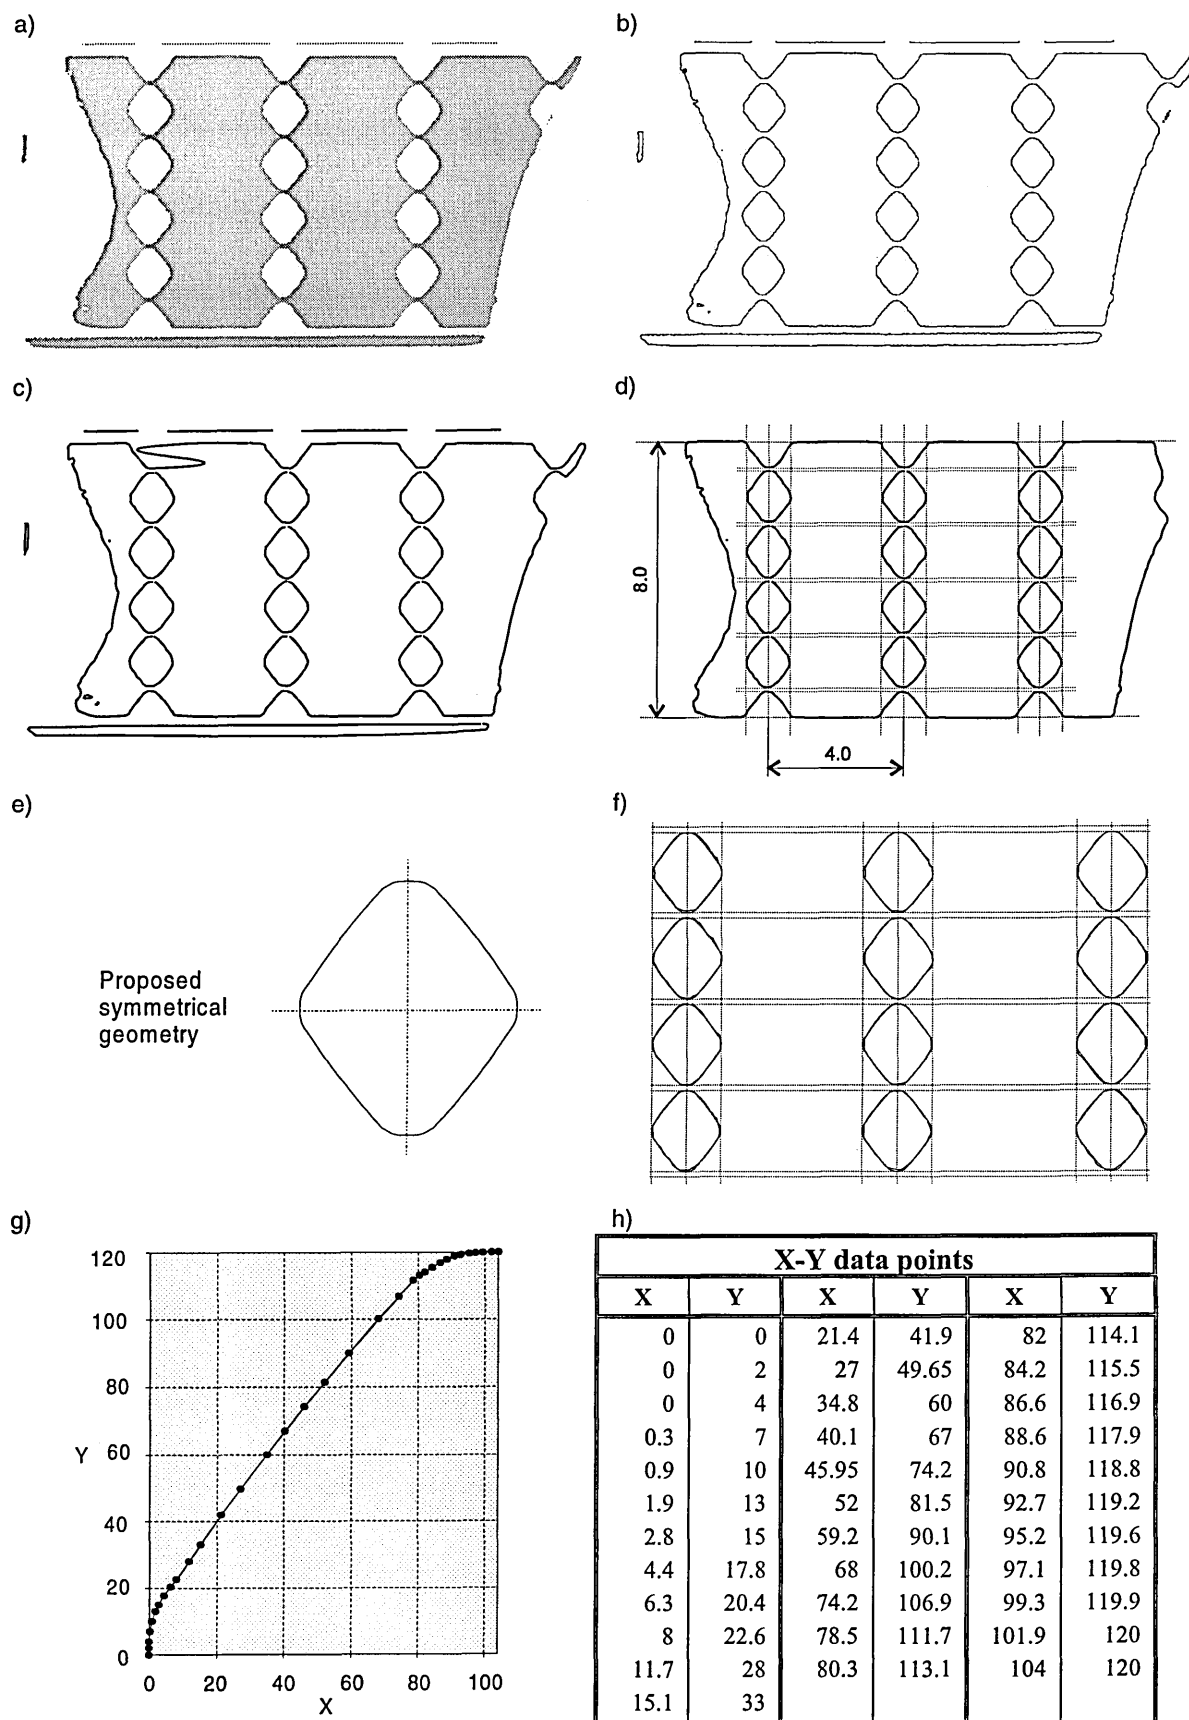 a)
b)
c)
d)
8.0
4.0
e)
Proposed
symmetrical
geometry
f)
g)
120
100
80
Y 60
40
20
0
0 20 40 60 80 100
X
h)
X-Y data points
X Y X Y X Y
0 0 21.4 41.9 82 114.1
0 2 27 49.65 84.2 115.5
0 4 34.8 60 86.6 116.9
0.3 7 40.1 67 88.6 117.9
0.9 10 45.95 74.2 90.8 118.8
1.9 13 52 81.5 92.7 119.2
2.8 15 59.2 90.1 95.2 119.6
4.4 17.8 68 100.2 97.1 119.8
6.3 20.4 74.2 106.9 99.3 119.9
8 22.6 78.5 111.7 101.9 120
11.7 28 80.3 113.1 104 120
15.1 33